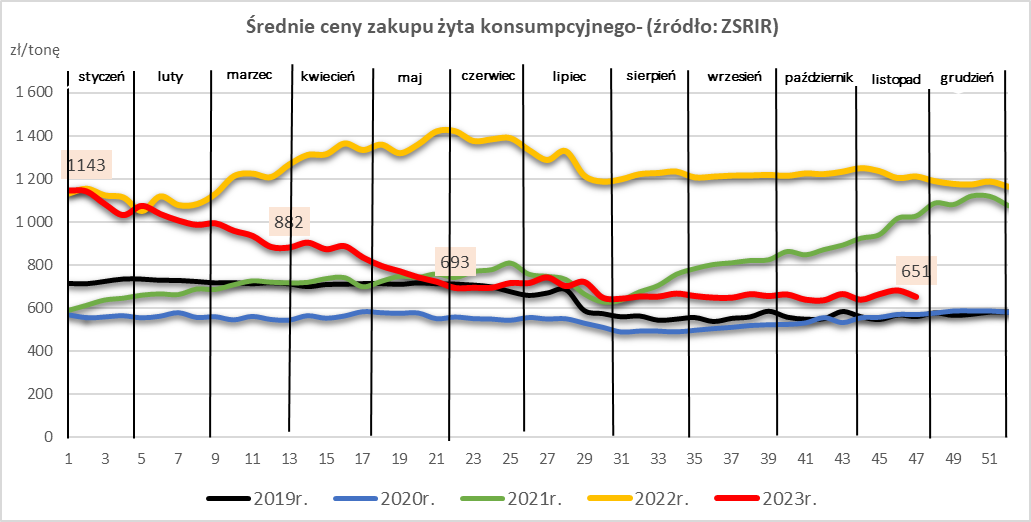 Średnie ceny zakupu żyta konsumpcyjnego- (źródło: ZSRIR)
zł/tonę
styczeń luty marzec kwiecień maj czerwiec lipiec sierpień wrzesień październik listopad grudzień
1 600
1 400
1 200
1 000
800
600
400
200
0
1143
882
693
651
1 3 5 7 9 11 13 15 17 19 21 23 25 27 29 31 33 35 37 39 41 43 45 47 49 51
2019r. 2020r. 2021r. 2022r. 2023r.